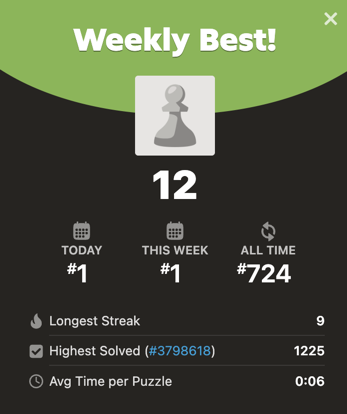 Weekly Best!
12
TODAY THIS WEEK ALL TIME
#1 #1 #724
Longest Streak 9
Highest Solved (#3798618) 1225
Avg Time per Puzzle 0:06